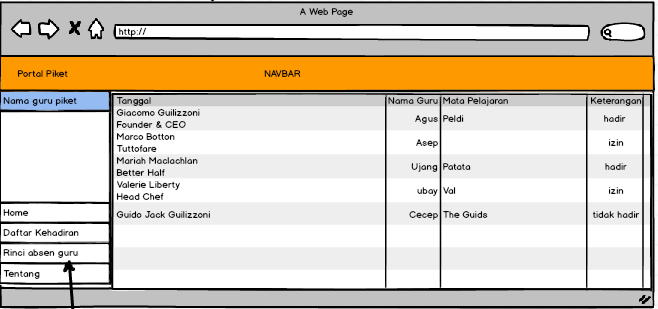 A Web Page
http://
Portal Piket NAVBAR
Nama guru piket
Home
Daftar Kehadiran
Rinci absen guru
Tentang
Tanggal Nama Guru Mata Pelajaran Keterangan
Giacomo Guilizzoni
Founder & CEO Agus Peldi hadir
Marco Botton
Tuttofare Asep izin
Mariah Maclachlan
Better Half Ujang Patata hadir
Valerie Liberty
Head Chef ubay Val izin
Guido Jack Guilizzoni Cecep The Guids tidak hadir